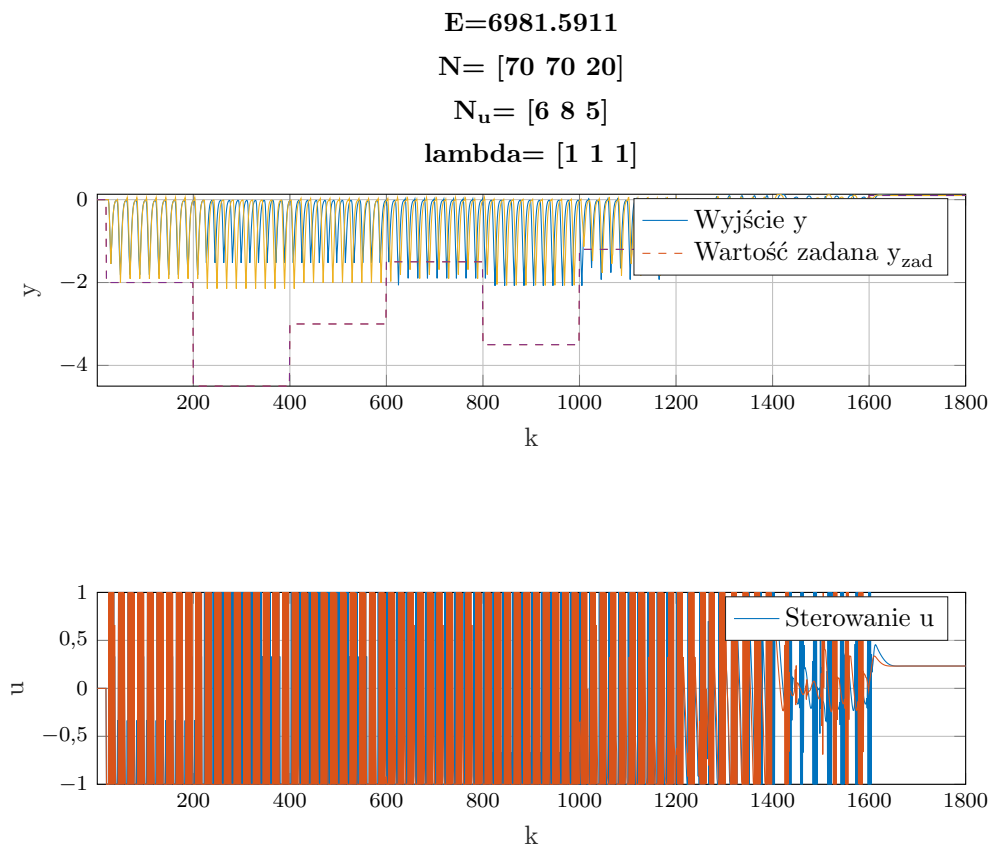 E=6981.5911
N= [70 70 20]
N_u= [6 8 5]
lambda= [1 1 1]
0
−2
−4
y
Wyjście y
Wartość zadana y_zad
200 400 600 800 1000 1200 1400 1600 1800
k
1
0,5
0
−0,5
−1
u
Sterowanie u
200 400 600 800 1000 1200 1400 1600 1800
k